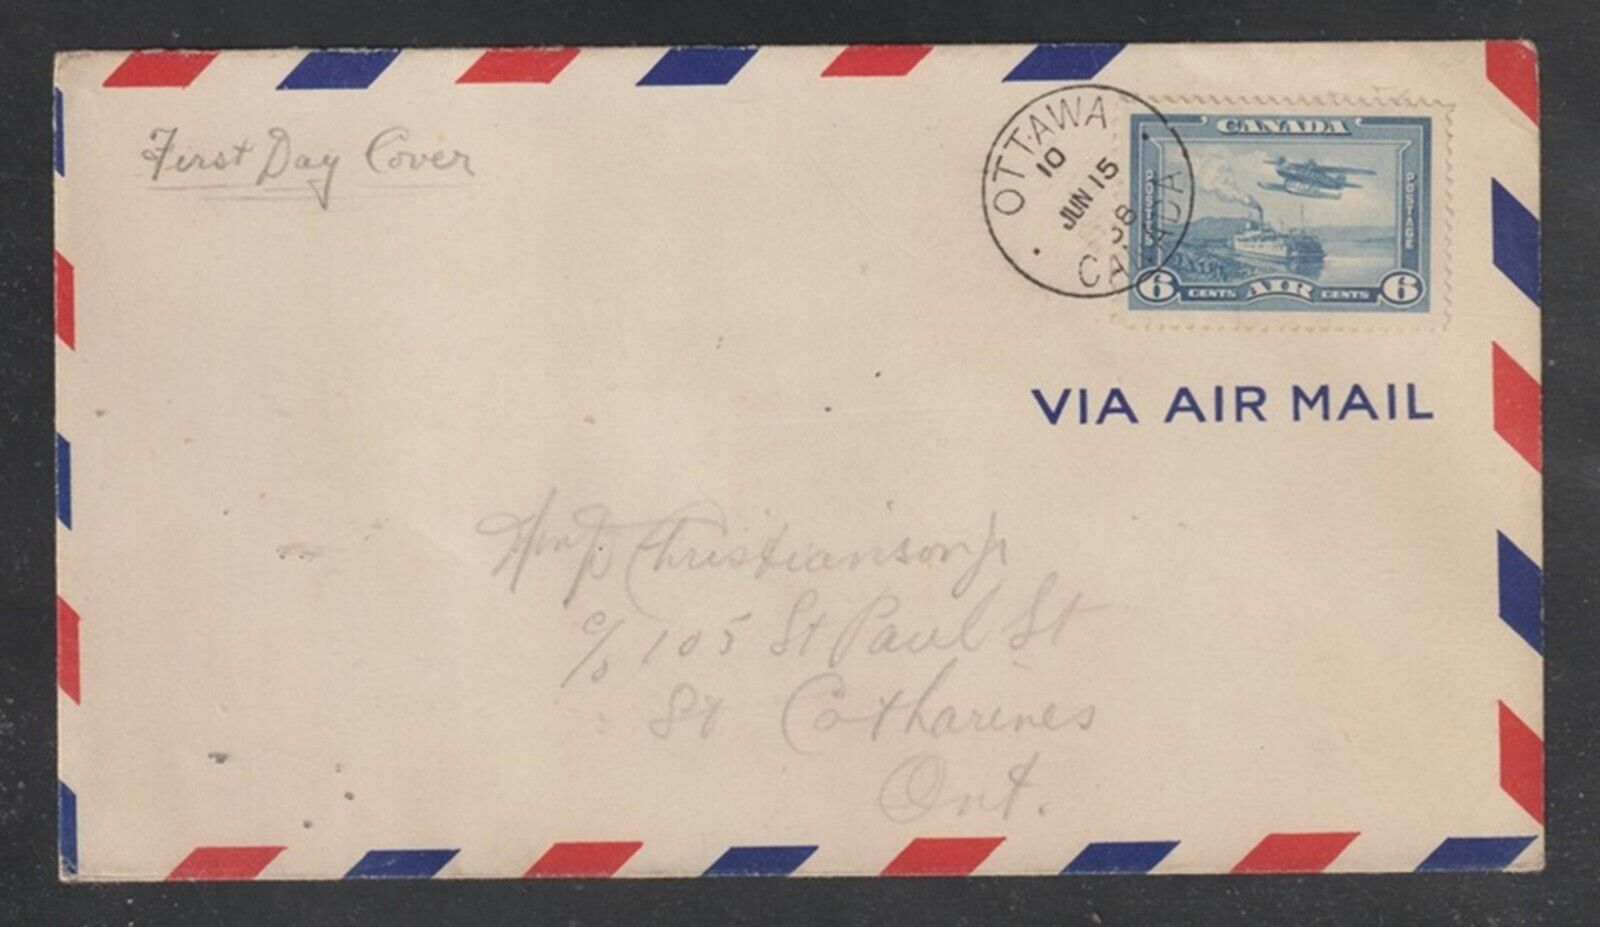 First Day Cover
OTTAWA
10
JUN 15
38
CANADA
CANADA
POSTES
POSTAGE
6 CENTS AIR CENTS 6
VIA AIR MAIL
Christianson Jr
c/o 105 St Paul St
St Catharines
Ont.